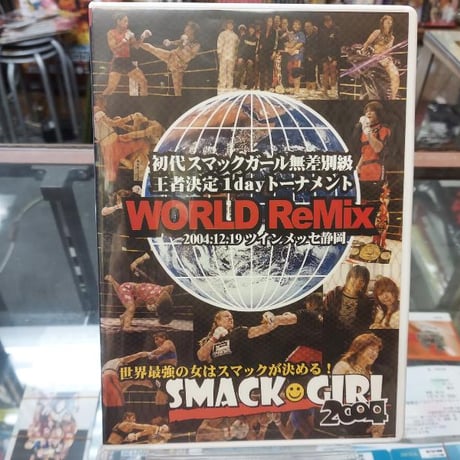 初代スマックガール無差別級
王者決定1dayトーナメント
WORLD ReMix
2004.12.19ツインメッセ静岡
世界最強の女はスマックが決める!
SMACK GIRL
2004